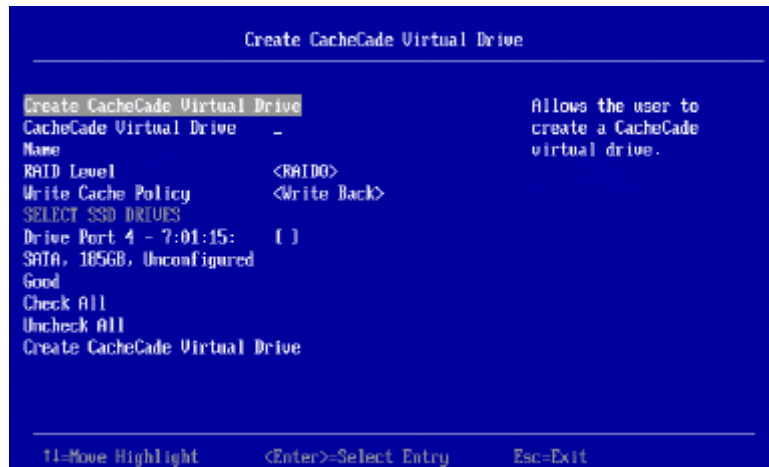 Create CacheCade Virtual Drive
Create CacheCade Virtual Drive
CacheCade Virtual Drive _
Name
RAID Level <RAID0>
Write Cache Policy <Write Back>
SELECT SSD DRIVES
Drive Port 4 - 7:01:15: [ ]
SATA, 185GB, Unconfigured
Good
Check All
Uncheck All
Create CacheCade Virtual Drive
Allows the user to
create a CacheCade
virtual drive.
↑↓=Move Highlight <Enter>=Select Entry Esc=Exit